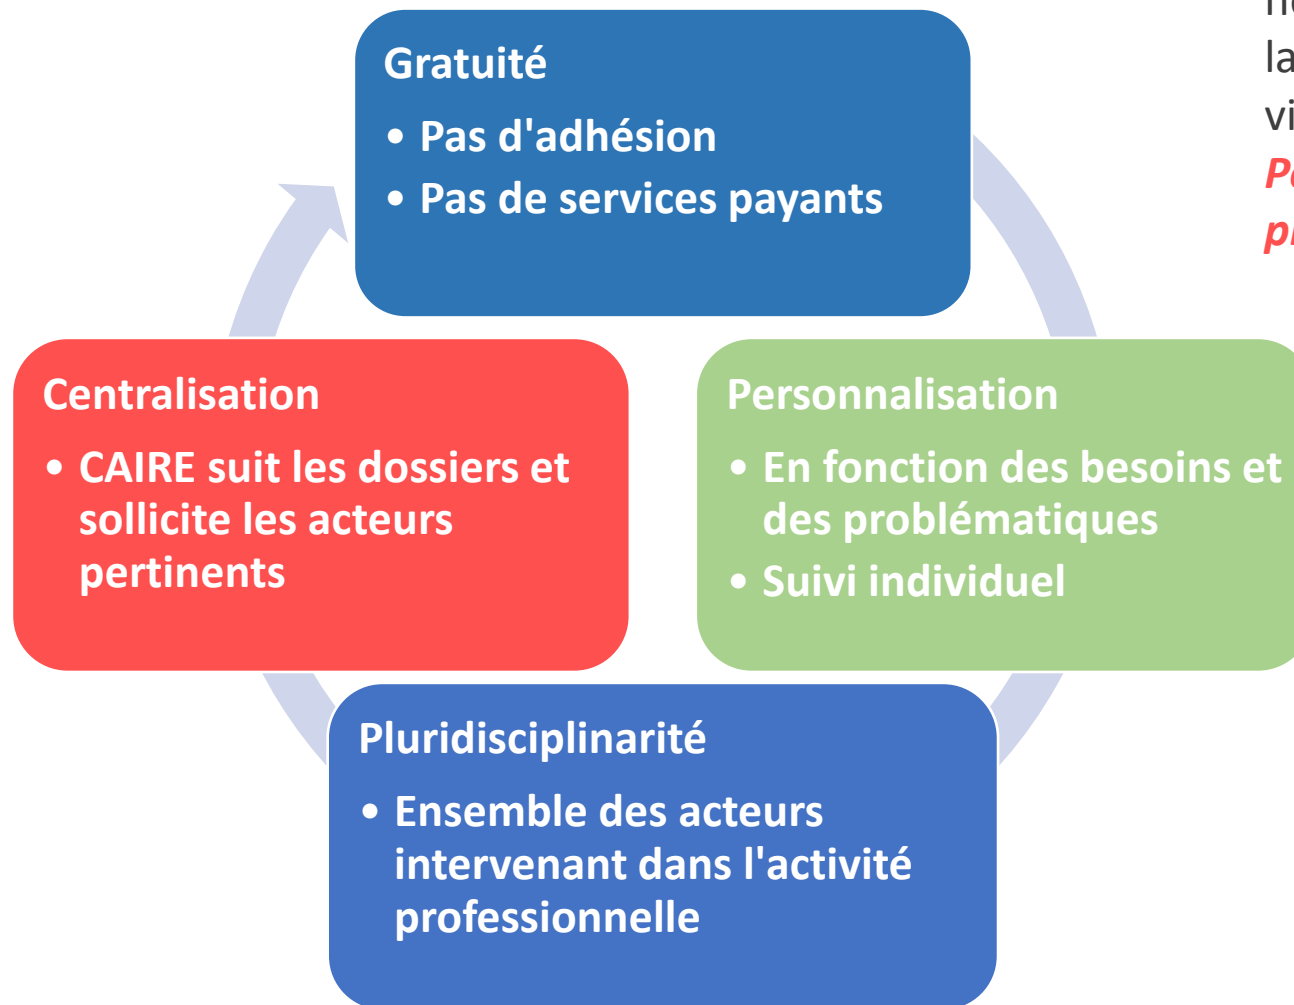 Gratuité
• Pas d'adhésion
• Pas de services payants
la
Centralisation
• CAIRE suit les dossiers et
sollicite les acteurs
pertinents
Personnalisation
• En fonction des besoins et
des problématiques
• Suivi individuel
Pluridisciplinarité
• Ensemble des acteurs
intervenant dans l'activité
professionnelle